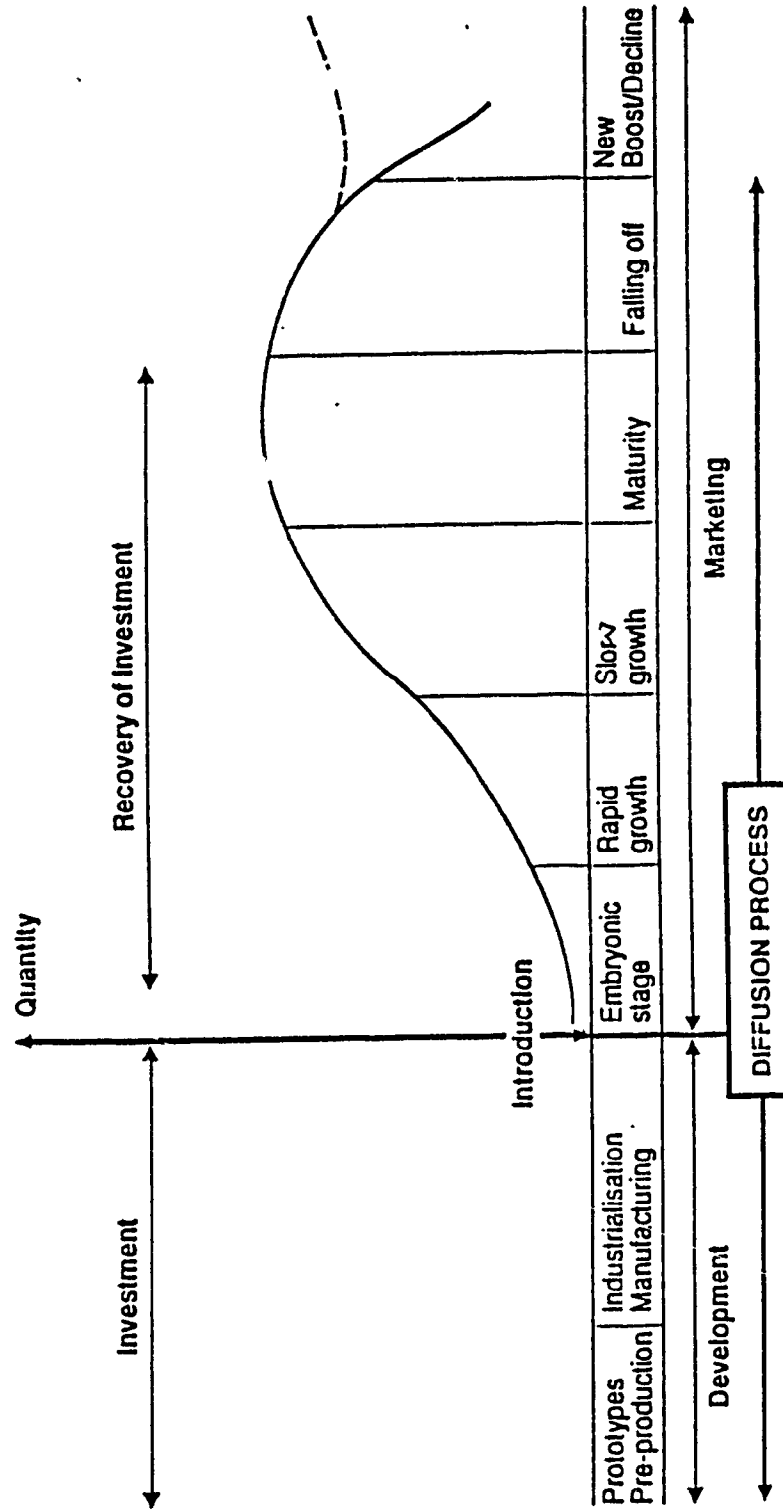 Quantity
Investment
Recovery of Investment
Introduction
Prototypes
Pre-production
Industrialisation
Manufacturing
Embryonic
stage
Rapid
growth
Slow
growth
Maturity
Falling off
New
Boost/Decline
Development
Marketing
DIFFUSION PROCESS